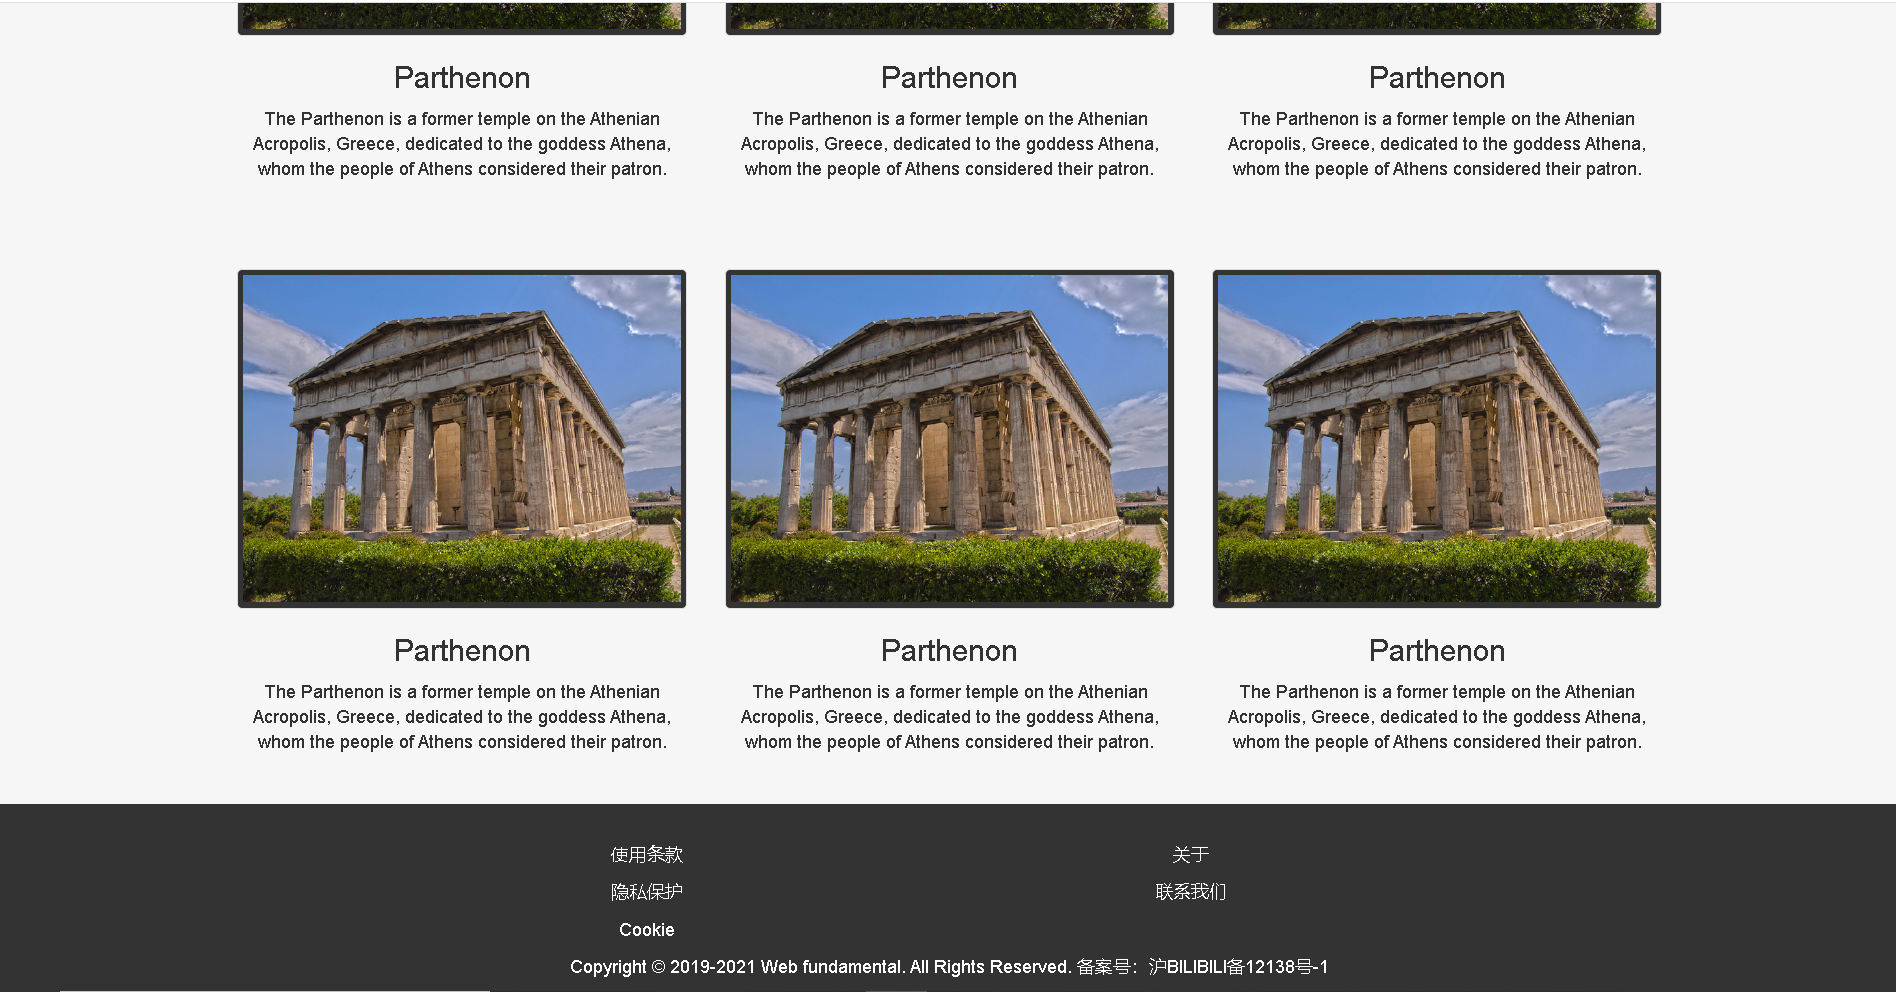 Parthenon
The Parthenon is a former temple on the Athenian
Acropolis, Greece, dedicated to the goddess Athena,
whom the people of Athens considered their patron.
Parthenon
The Parthenon is a former temple on the Athenian
Acropolis, Greece, dedicated to the goddess Athena,
whom the people of Athens considered their patron.
Parthenon
The Parthenon is a former temple on the Athenian
Acropolis, Greece, dedicated to the goddess Athena,
whom the people of Athens considered their patron.
Parthenon
The Parthenon is a former temple on the Athenian
Acropolis, Greece, dedicated to the goddess Athena,
whom the people of Athens considered their patron.
Parthenon
The Parthenon is a former temple on the Athenian
Acropolis, Greece, dedicated to the goddess Athena,
whom the people of Athens considered their patron.
Parthenon
The Parthenon is a former temple on the Athenian
Acropolis, Greece, dedicated to the goddess Athena,
whom the people of Athens considered their patron.
使用条款
隐私保护
Cookie
关于
联系我们
Copyright © 2019-2021 Web fundamental. All Rights Reserved. 备案号：沪BILIBILI备12138号-1